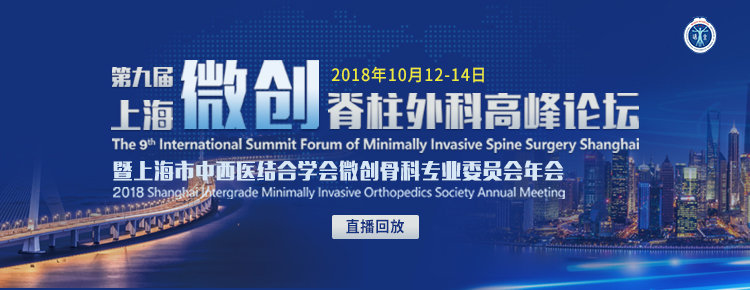 第九届
上海
微创
2018年10月12-14日
脊柱外科高峰论坛
The 9th International Summit Forum of Minimally Invasive Spine Surgery Shanghai
暨上海市中西医结合学会微创骨科专业委员会年会
2018 Shanghai Intergrade Minimally Invasive Orthopedics Society Annual Meeting
直播回放